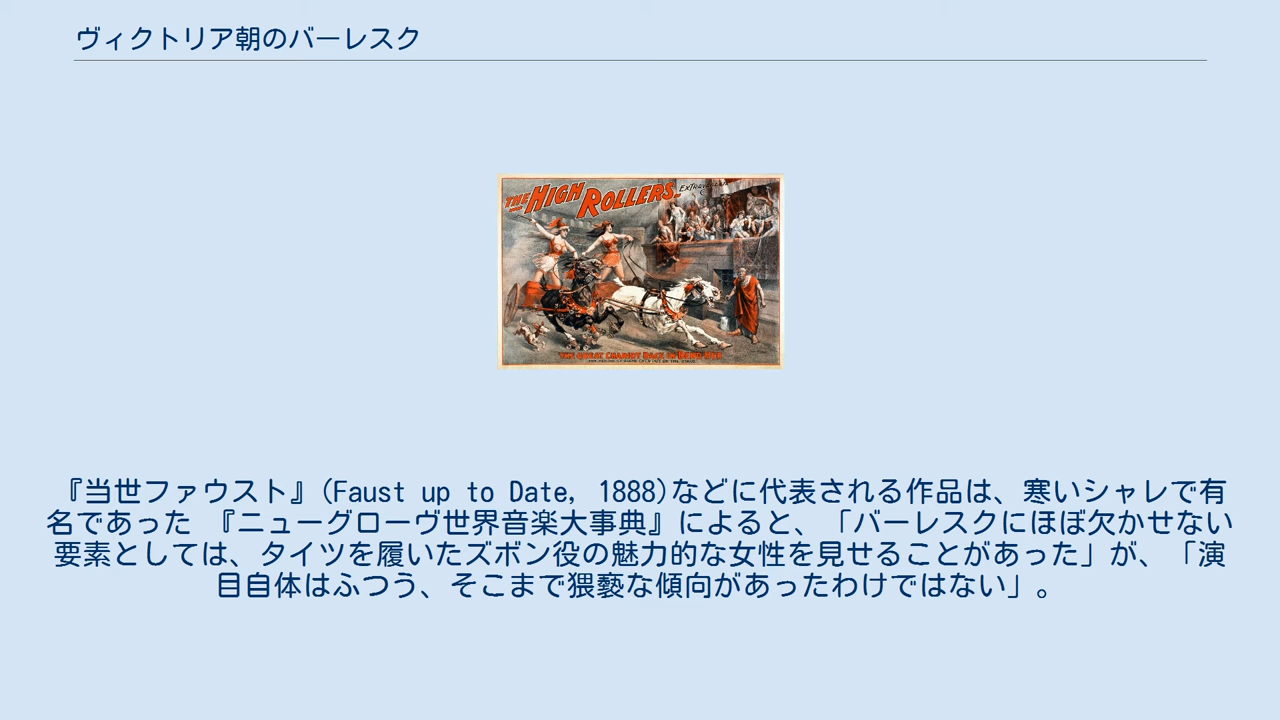 ヴィクトリア朝のバーレスク
THE HIGH ROLLERS
『当世ファウスト』(Faust up to Date, 1888)などに代表される作品は、寒いシャレで有
名であった 『ニューグローヴ世界音楽大事典』によると、「バーレスクにほぼ欠かせない
要素としては、タイツを履いたズボン役の魅力的な女性を見せることがあった」が、「演
目自体はふつう、そこまで猥褻な傾向があったわけではない」。